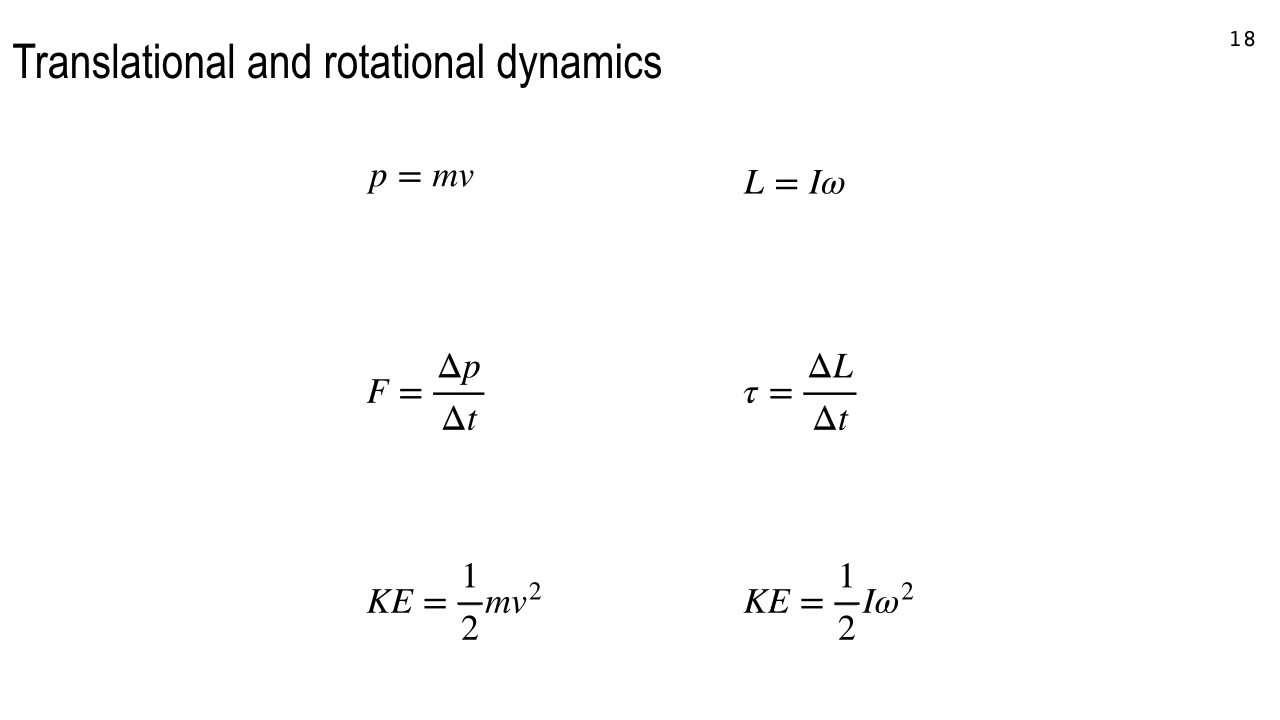 18
Translational and rotational dynamics
p = mv
L = Iω
F = Δp/Δt
τ = ΔL/Δt
KE = 1/2 mv²
KE = 1/2 Iω²